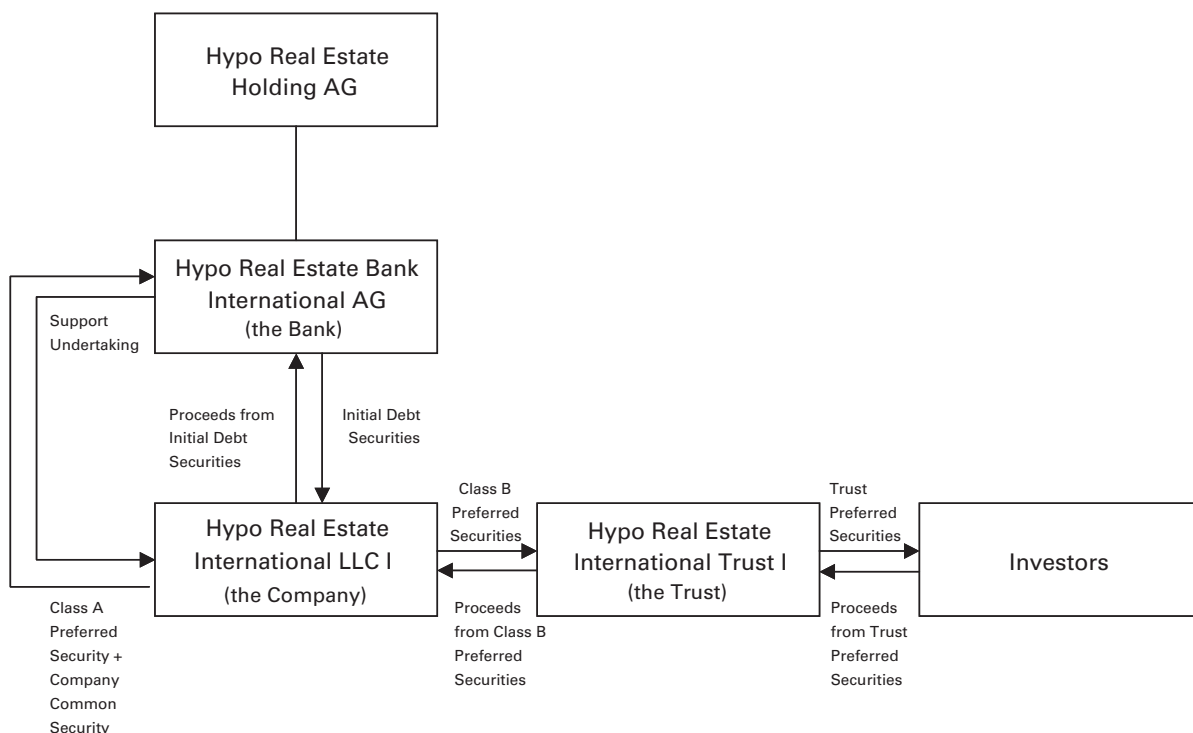 Hypo Real Estate
Holding AG
Hypo Real Estate Bank
International AG
(the Bank)
Support
Undertaking
Proceeds from
Initial Debt
Securities
Initial Debt
Securities
Hypo Real Estate
International LLC I
(the Company)
Class B
Preferred
Securities
Hypo Real Estate
International Trust I
(the Trust)
Trust
Preferred
Securities
Investors
Class A
Preferred
Security +
Company
Common
Security
Proceeds
from Class B
Preferred
Securities
Proceeds
from Trust
Preferred
Securities